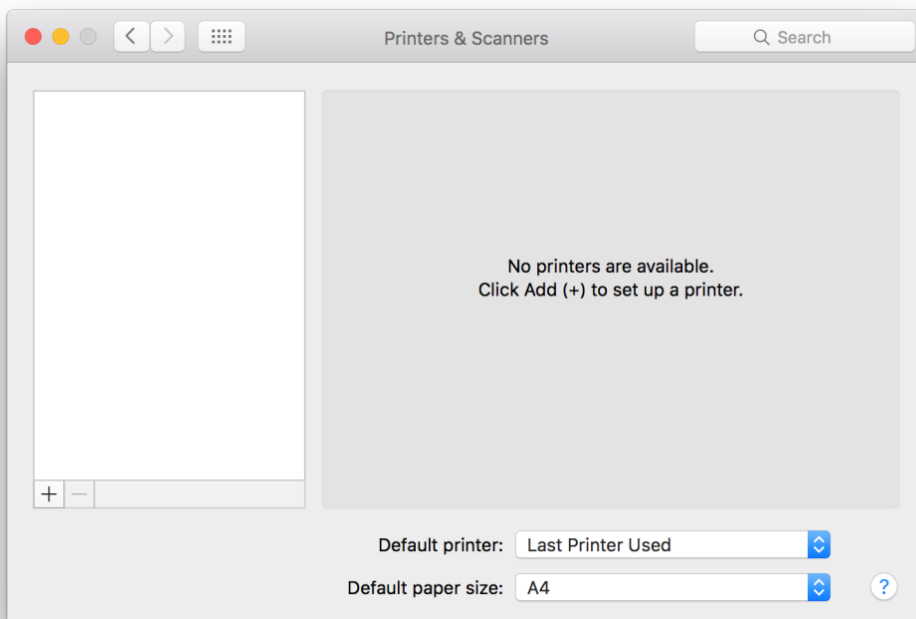 Printers & Scanners
Search
No printers are available.
Click Add (+) to set up a printer.
Default printer: Last Printer Used
Default paper size: A4
?